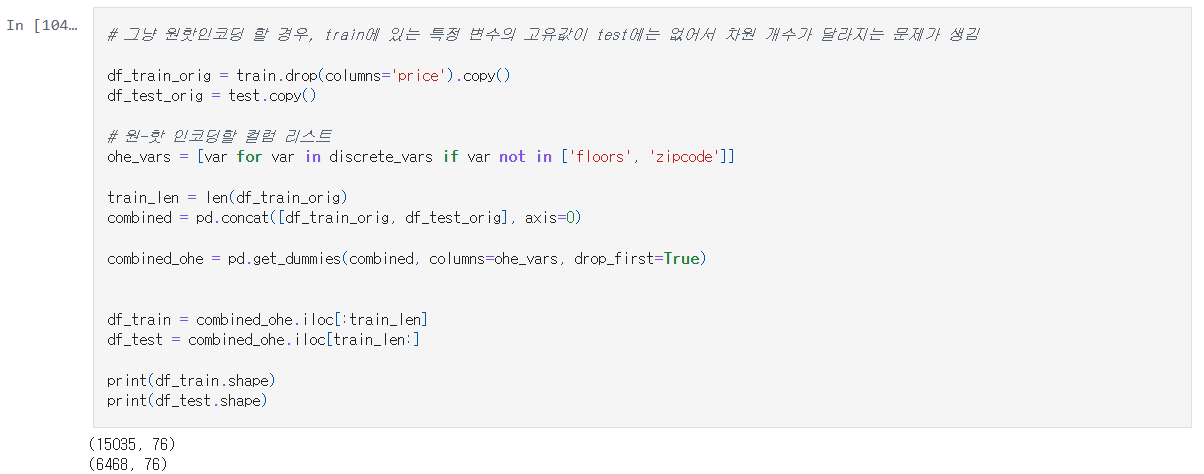 In [104…
# 그냥 원핫인코딩 할 경우, train에 있는 특정 변수의 고유값이 test에는 없어서 차원 개수가 달라지는 문제가 생김
df_train_orig = train.drop(columns='price').copy()
df_test_orig = test.copy()
# 원-핫 인코딩할 컬럼 리스트
ohe_vars = [var for var in discrete_vars if var not in ['floors', 'zipcode']]
train_len = len(df_train_orig)
combined = pd.concat([df_train_orig, df_test_orig], axis=0)
combined_ohe = pd.get_dummies(combined, columns=ohe_vars, drop_first=True)
df_train = combined_ohe.iloc[:train_len]
df_test = combined_ohe.iloc[train_len:]
print(df_train.shape)
print(df_test.shape)
(15035, 76)
(6468, 76)